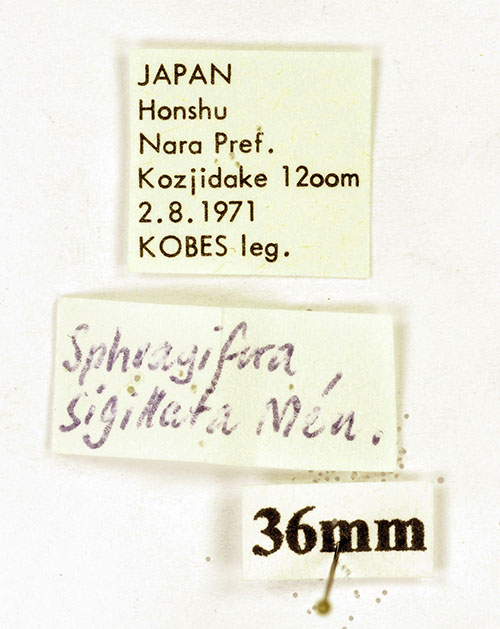 JAPAN
Honshu
Nara Pref.
Kozjidake 12oom
2.8.1971
KOBES leg.
Sphragifera
sigillata Mén.
36mm